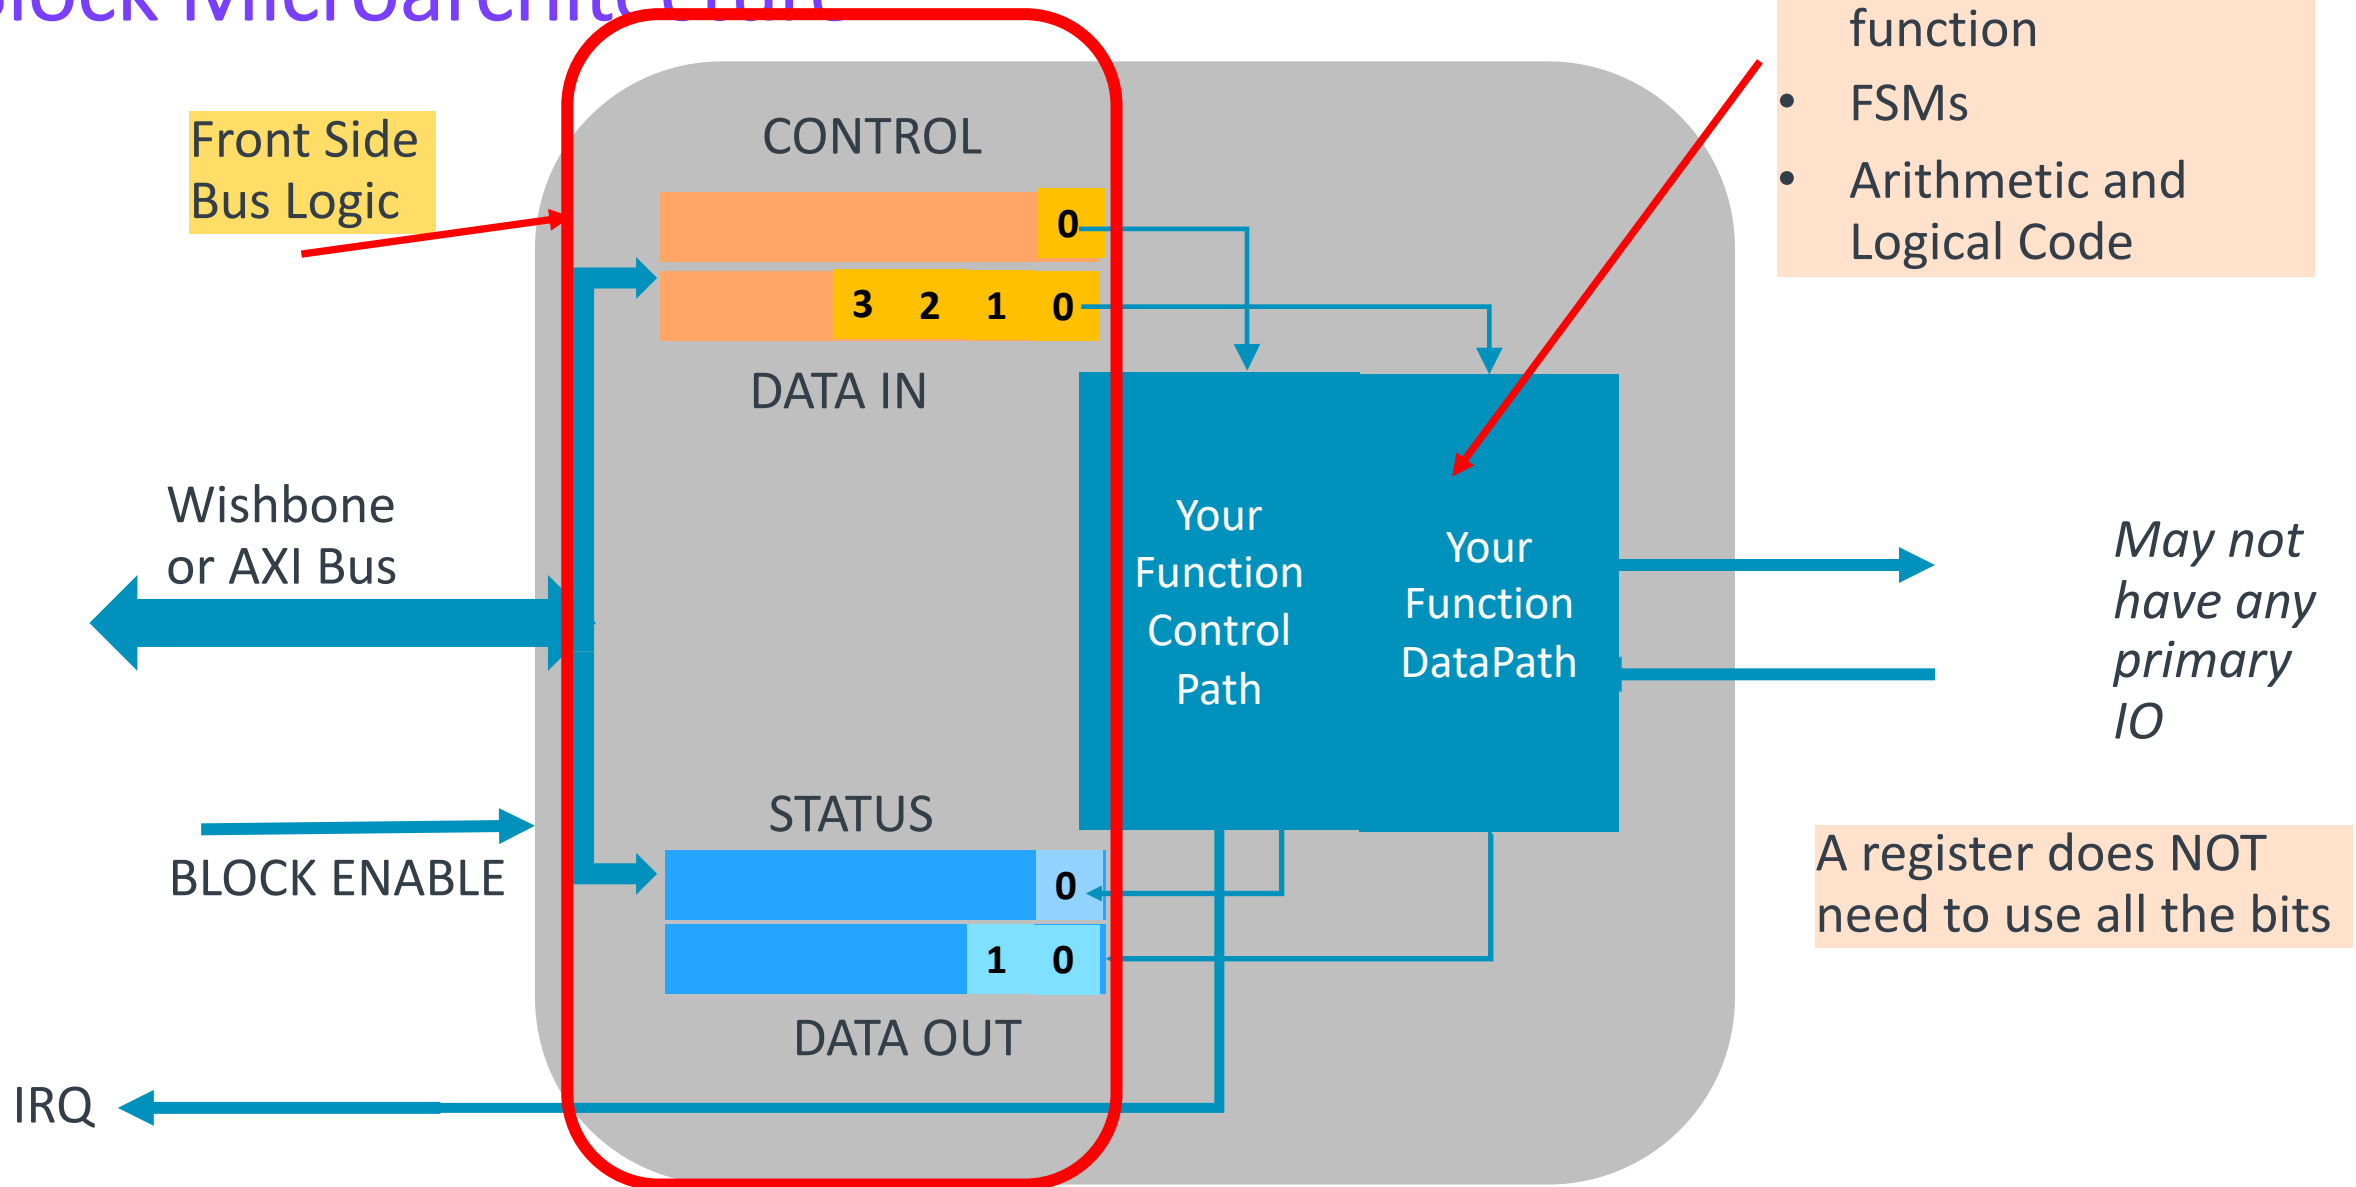 Block Microarchitecture
function
• FSMs
• Arithmetic and
Logical Code
Front Side
Bus Logic
CONTROL
0
3 2 1 0
DATA IN
Wishbone
or AXI Bus
Your
Function
Control
Path
Your
Function
DataPath
May not
have any
primary
IO
BLOCK ENABLE
STATUS
0
1 0
DATA OUT
A register does NOT
need to use all the bits
IRQ